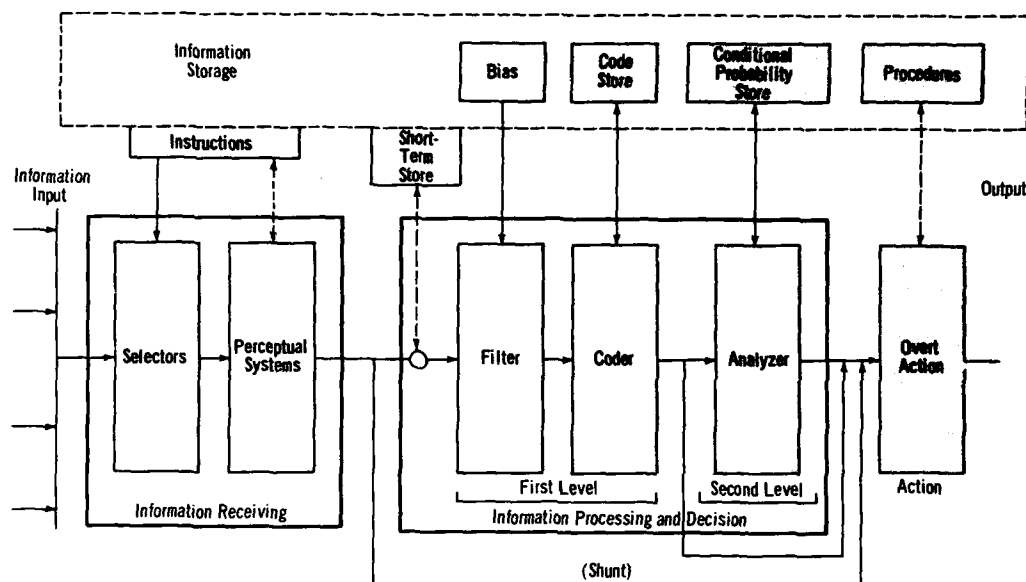 Information
Storage
Bias
Code
Store
Conditional
Probability
Store
Procedures
Instructions
Short-
Term
Store
Information
Input
Output
Selectors
Perceptual
Systems
Filter
Coder
Analyzer
Overt
Action
First Level
Second Level
Action
Information Receiving
Information Processing and Decision
(Shunt)